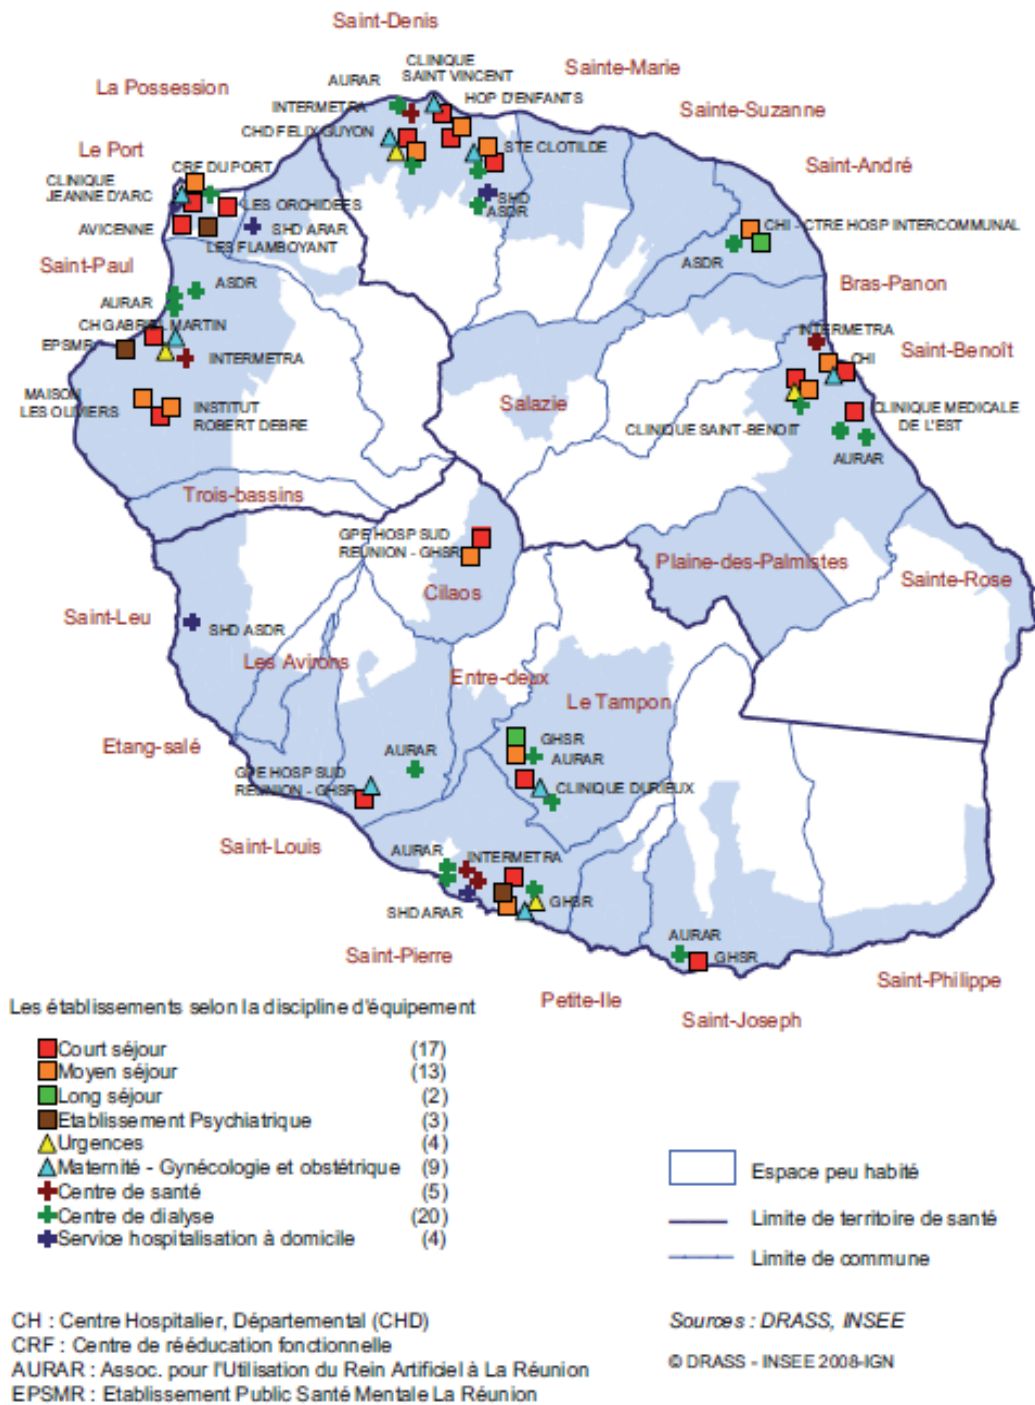 Saint-Denis
CLINIQUE
SAINT VINCENT
AURAR
Sainte-Marie
La Possession
INTERMETRA
HOP D'ENFANTS
Sainte-Suzanne
CHD FELIX GUYON
STE CLOTILDE
Le Port
CRF DU PORT
Saint-André
CLINIQUE
JEANNE D'ARC
LES ORCHIDEES
SHD
ASDR
AVICENNE
SHD ARAR
LES FLAMBOYANT
CHI - CTRE HOSP INTERCOMMUNAL
ASDR
Saint-Paul
ASDR
AURAR
Bras-Panon
CH GABRIEL MARTIN
INTERMETRA
EPSMR
INTERMETRA
CHI
Saint-Benoît
MAISON
LES OLIVIERS
INSTITUT
ROBERT DEBRE
Salazie
CLINIQUE SAINT-BENOIT
CLINIQUE MEDICALE
DE L'EST
AURAR
Trois-bassins
GPE HOSP SUD
REUNION - GHSR
Cilaos
Plaine-des-Palmistes
Sainte-Rose
Saint-Leu
SHD ASDR
Les Avirons
Entre-deux
Le Tampon
Etang-salé
GHSR
AURAR
AURAR
GPE HOSP SUD
REUNION - GHSR
CLINIQUE DURIEUX
Saint-Louis
AURAR
INTERMETRA
SHD ARAR
GHSR
Saint-Pierre
AURAR
GHSR
Saint-Philippe
Petite-Ile
Saint-Joseph
Les établissements selon la discipline d'équipement
Court séjour (17)
Moyen séjour (13)
Long séjour (2)
Etablissement Psychiatrique (3)
Urgences (4)
Maternité - Gynécologie et obstétrique (9)
Centre de santé (5)
Centre de dialyse (20)
Service hospitalisation à domicile (4)
Espace peu habité
Limite de territoire de santé
Limite de commune
CH : Centre Hospitalier, Départemental (CHD)
CRF : Centre de rééducation fonctionnelle
AURAR : Assoc. pour l'Utilisation du Rein Artificiel à La Réunion
EPSMR : Etablissement Public Santé Mentale La Réunion
Sources : DRASS, INSEE
© DRASS - INSEE 2008-IGN